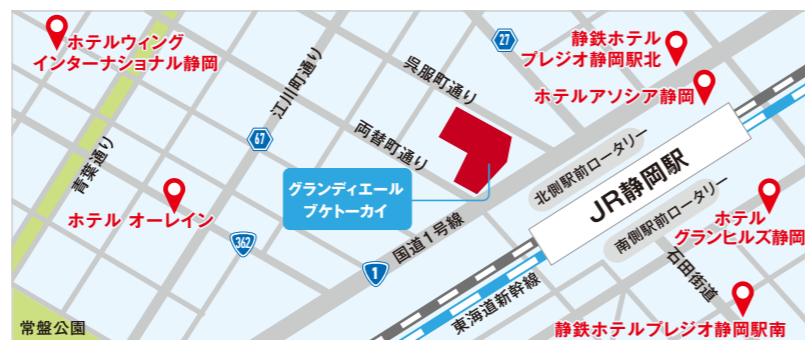 ホテルウィング
インターナショナル静岡
江川町通り
呉服町通り
27
静鉄ホテル
プレジオ静岡駅北
ホテルアソシア静岡
67
両替町通り
青葉通り
グランディエール
ブケトーカイ
北側駅前ロータリー
JR静岡駅
南側駅前ロータリー
ホテル
グランヒルズ静岡
ホテル オーレイン
362
国道1号線
1
東海道新幹線
石田街道
常盤公園
静鉄ホテルプレジオ静岡駅南